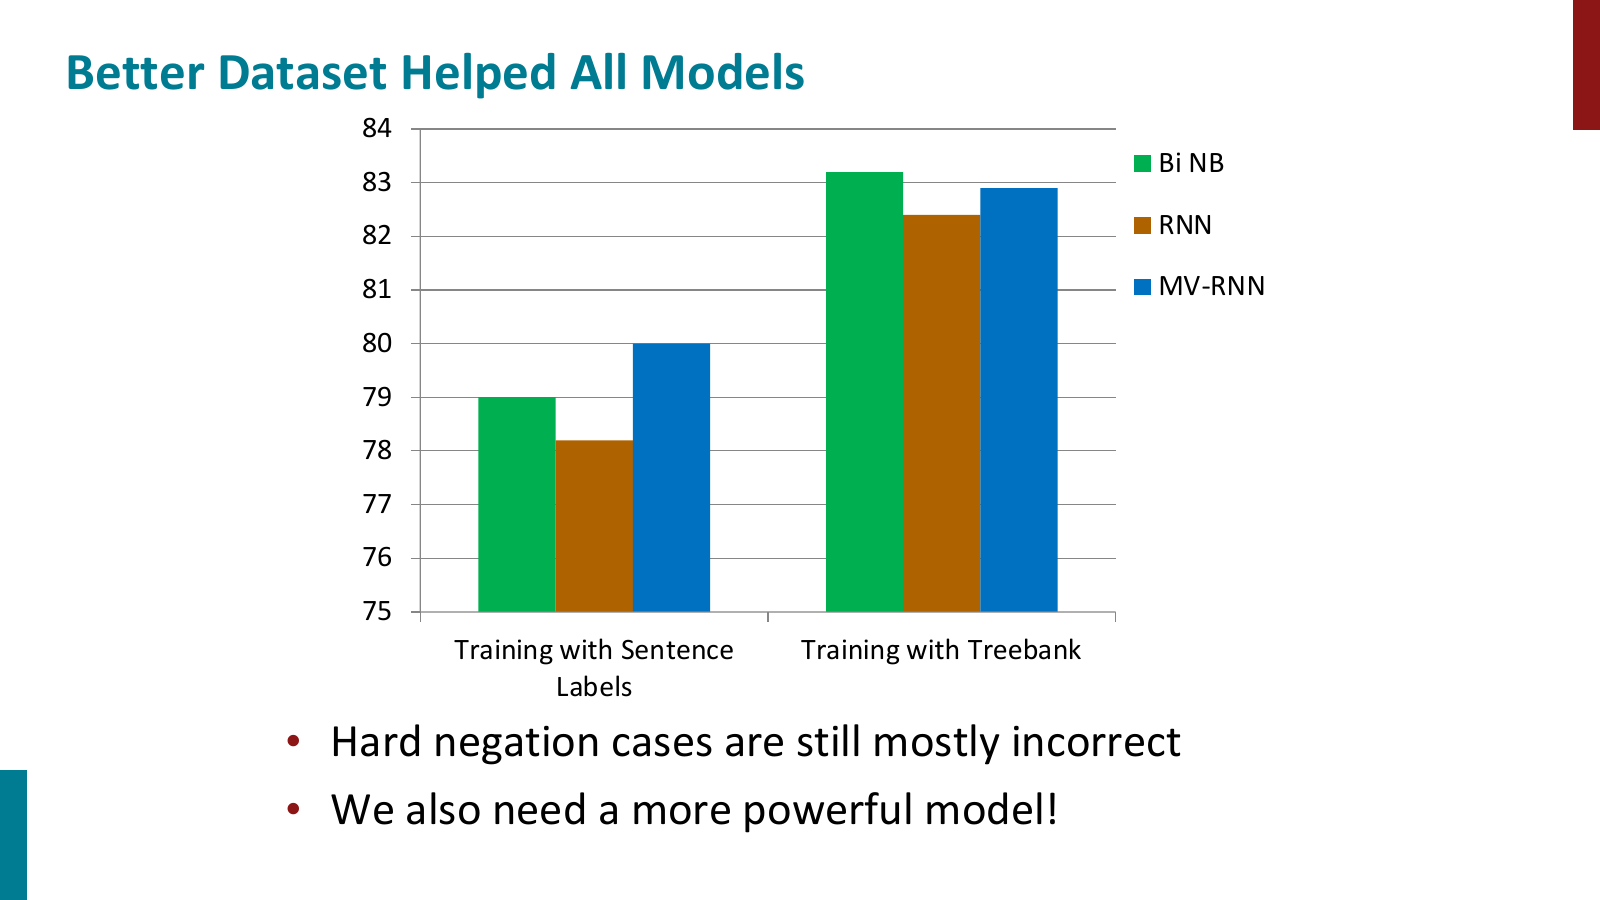 Better Dataset Helped All Models
84
83
82
81
80
79
78
77
76
75
Bi NB
RNN
MV-RNN
Training with Sentence
Labels
Training with Treebank
• Hard negation cases are still mostly incorrect
• We also need a more powerful model!